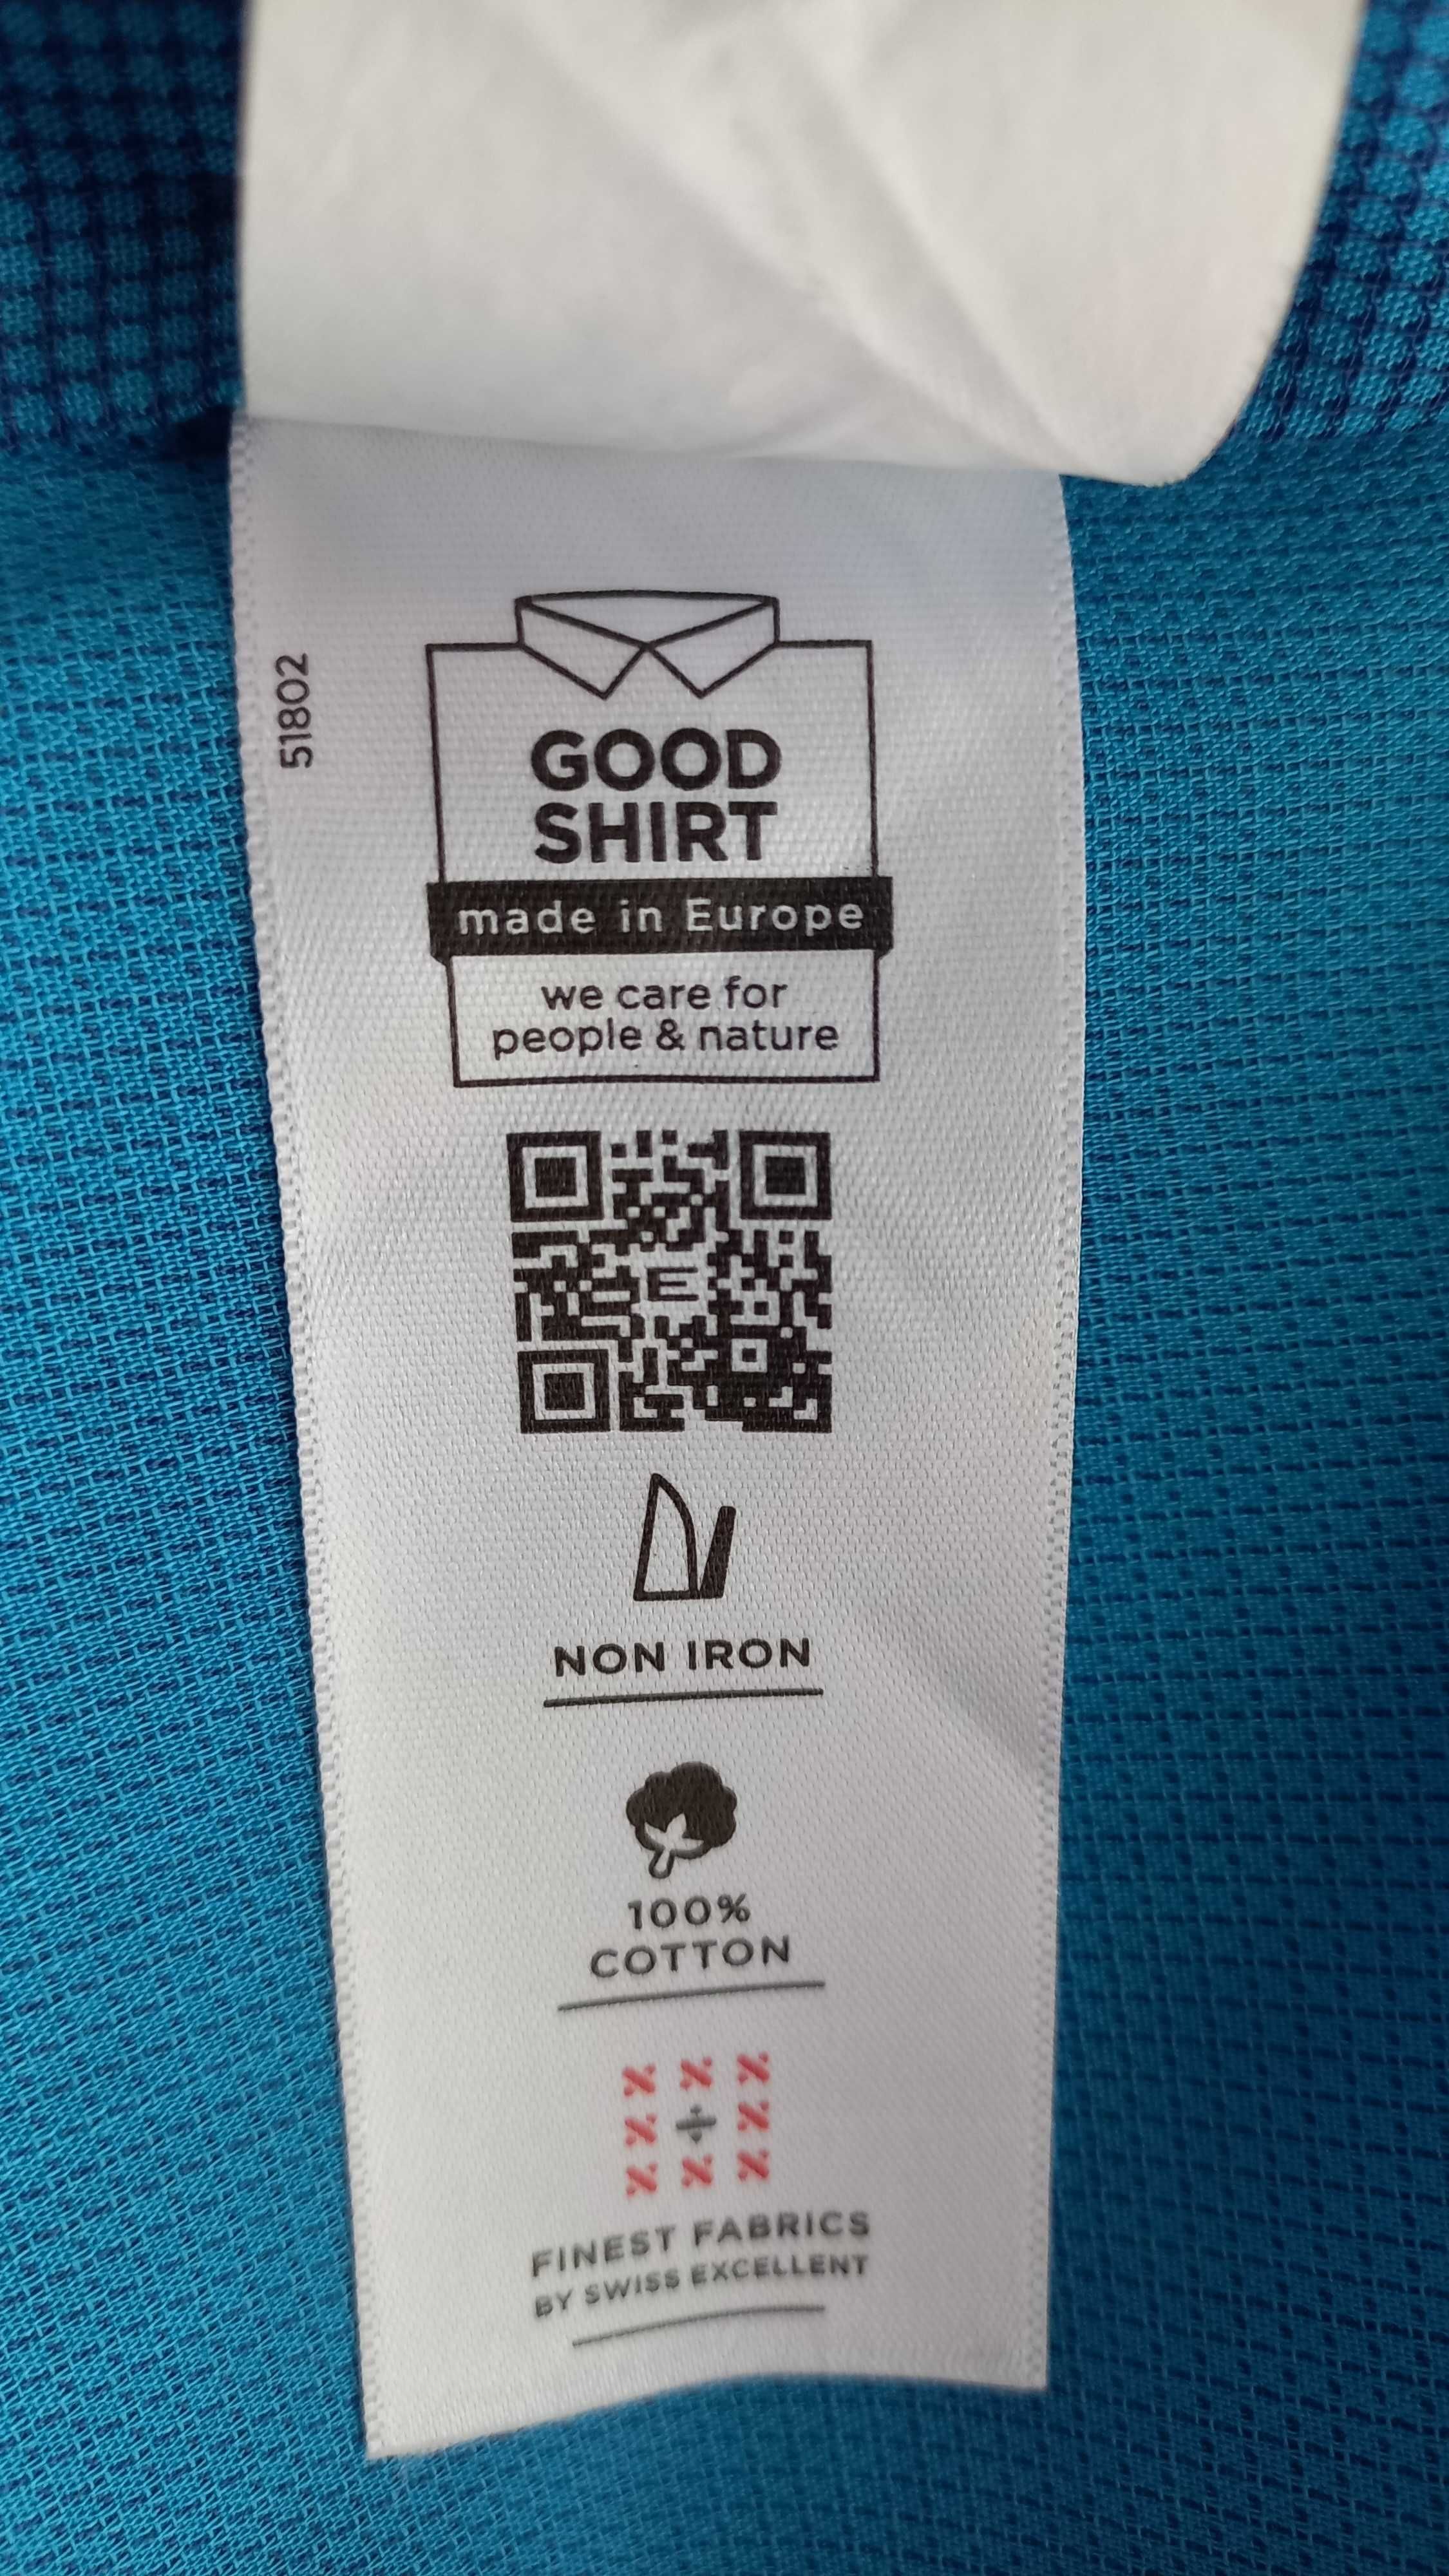 51802
GOOD
SHIRT
made in Europe
we care for
people & nature
E
NON IRON
100%
COTTON
FINEST FABRICS
BY SWISS EXCELLENT